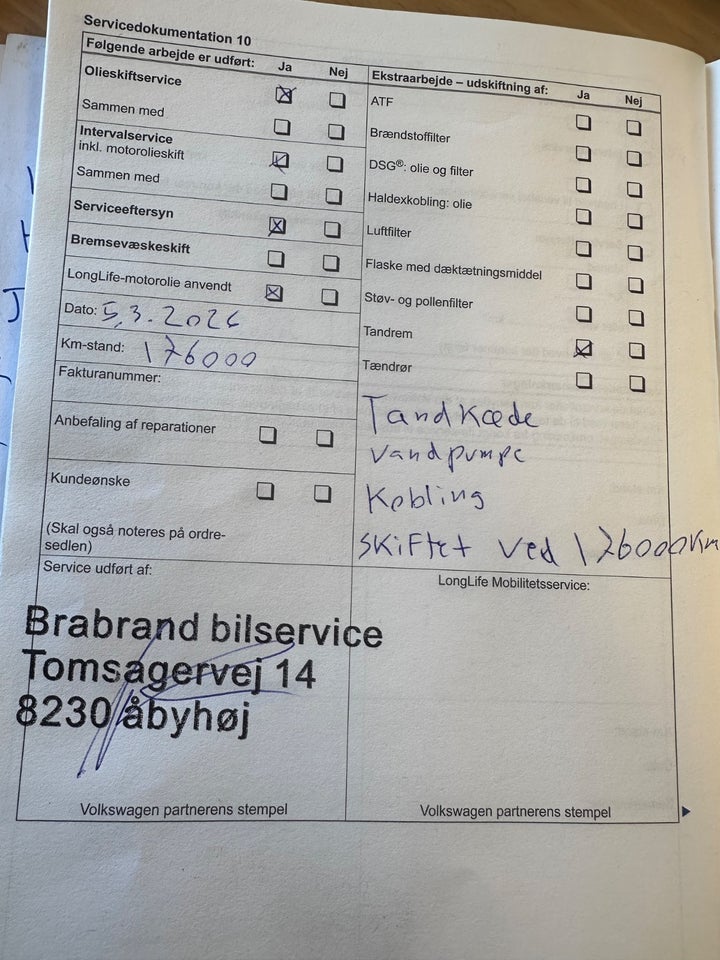 Servicedokumentation 10
Følgende arbejde er udført: Ja Nej
Olieskiftservice
Sammen med
Intervalservice
inkl. motorolieskift
Sammen med
Serviceeftersyn
Bremsevæskeskift
LongLife-motorolie anvendt
Dato: 5.3.2026
Km-stand: 176000
Fakturanummer:
Anbefaling af reparationer
Kundeønske
(Skal også noteres på ordre-
sedlen)
Ekstraarbejde – udskiftning af: Ja Nej
ATF
Brændstoffilter
DSG®: olie og filter
Haldexkobling: olie
Luftfilter
Flaske med dæktætningsmiddel
Støv- og pollenfilter
Tandrem
Tændrør
Tandkæde
vandpumpe
Kobling
skiftet ved 176000km
Service udført af:
Brabrand bilservice
Tomsagervej 14
8230 åbyhøj
Volkswagen partnerens stempel
LongLife Mobilitetsservice:
Volkswagen partnerens stempel